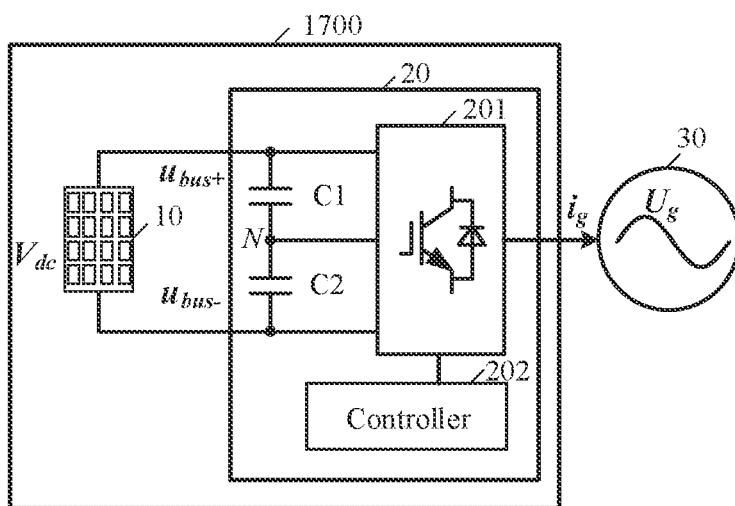 1700
20
201
30
u_bus+
C1
10
i_g
U_g
N
V_dc
C2
u_bus-
202
Controller